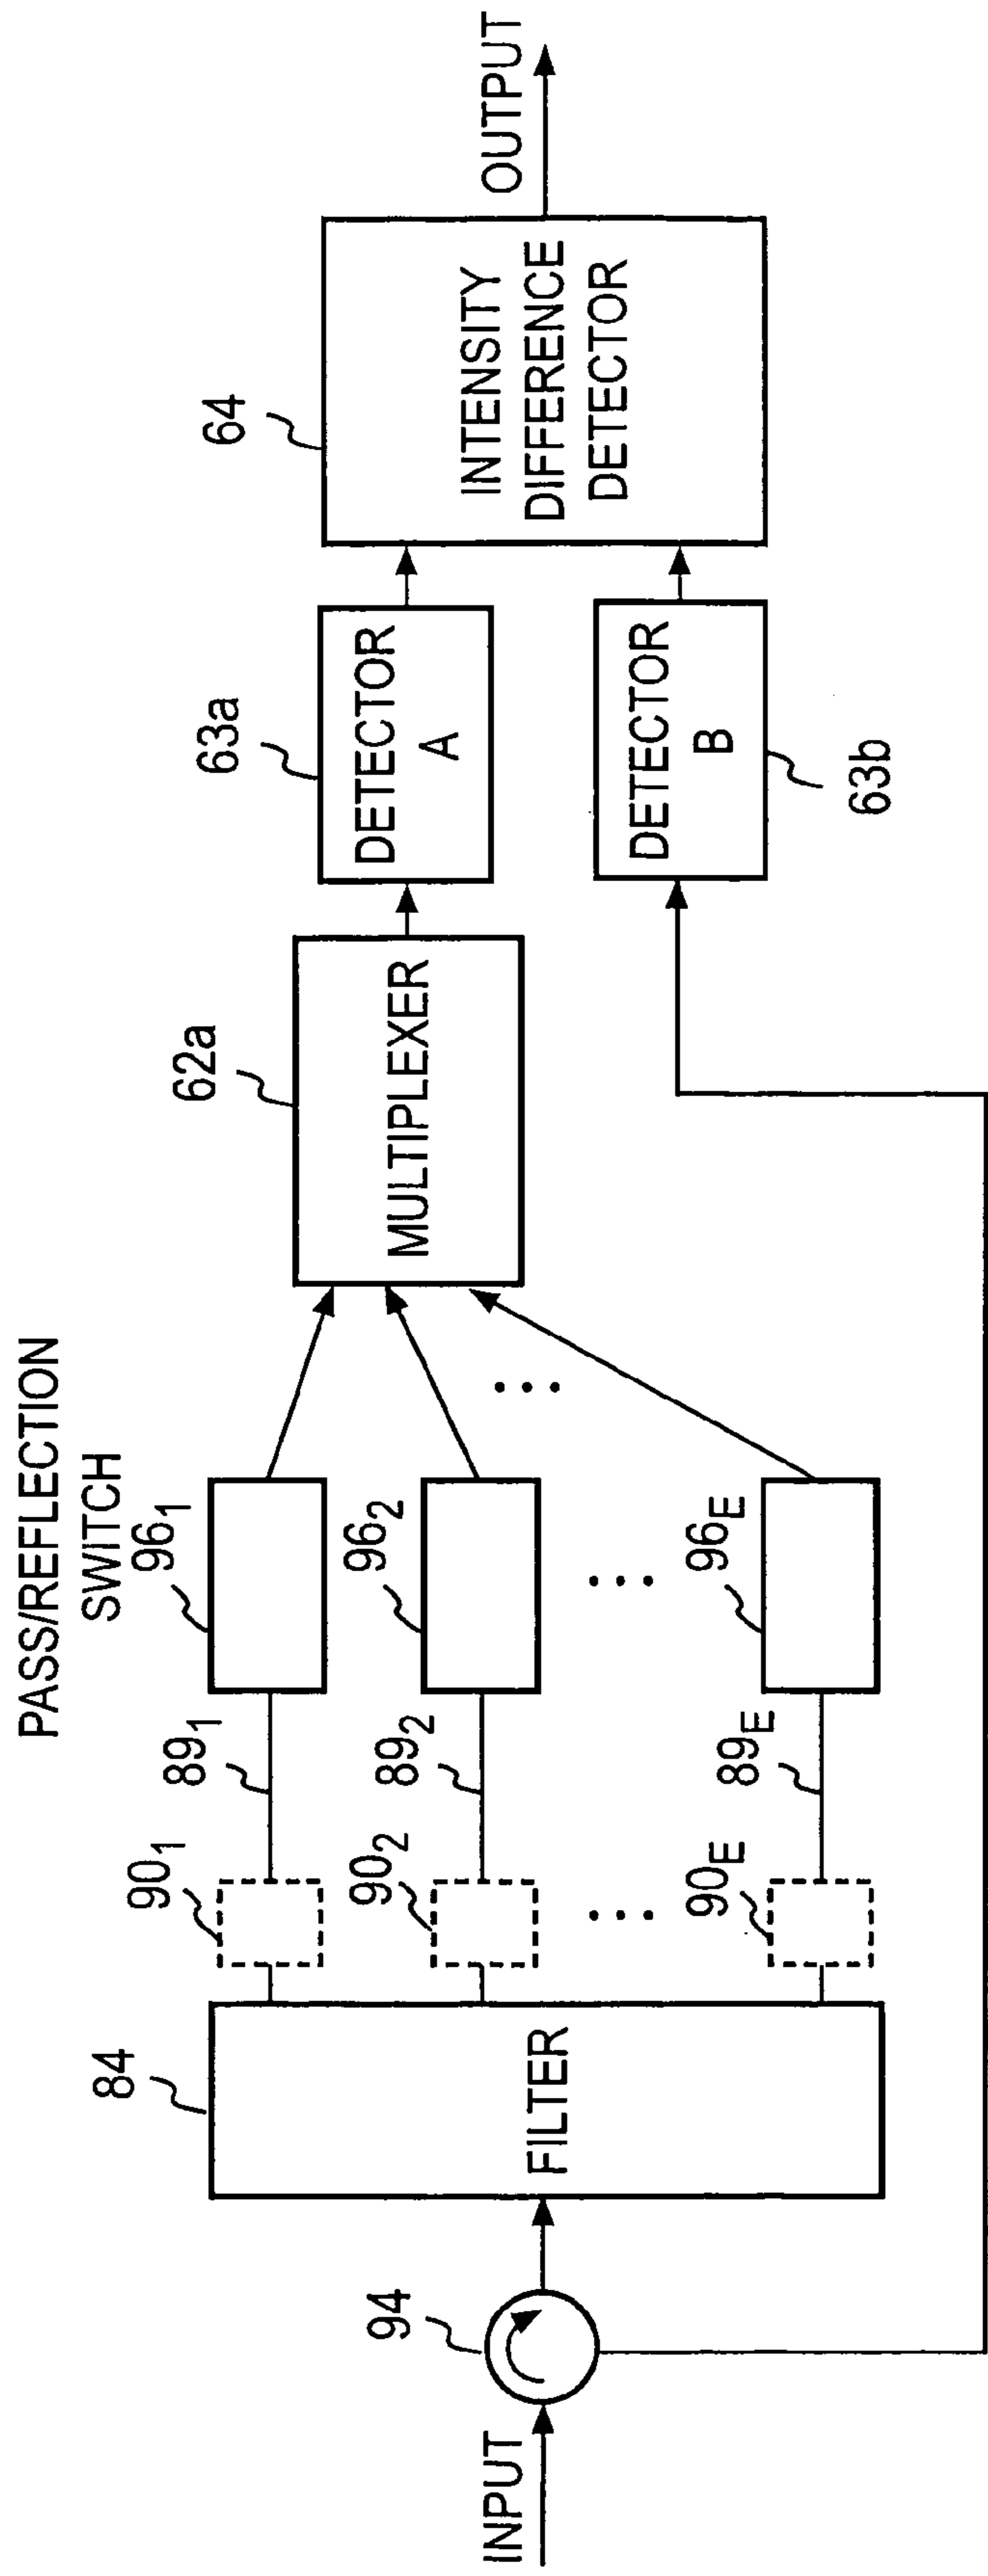 PASS/REFLECTION
SWITCH
84
90₁
89₁
96₁
90₂
89₂
96₂
90E
89E
96E
94
INPUT
FILTER
62a
MULTIPLEXER
63a
DETECTOR
A
DETECTOR
B
63b
64
INTENSITY
DIFFERENCE
DETECTOR
OUTPUT